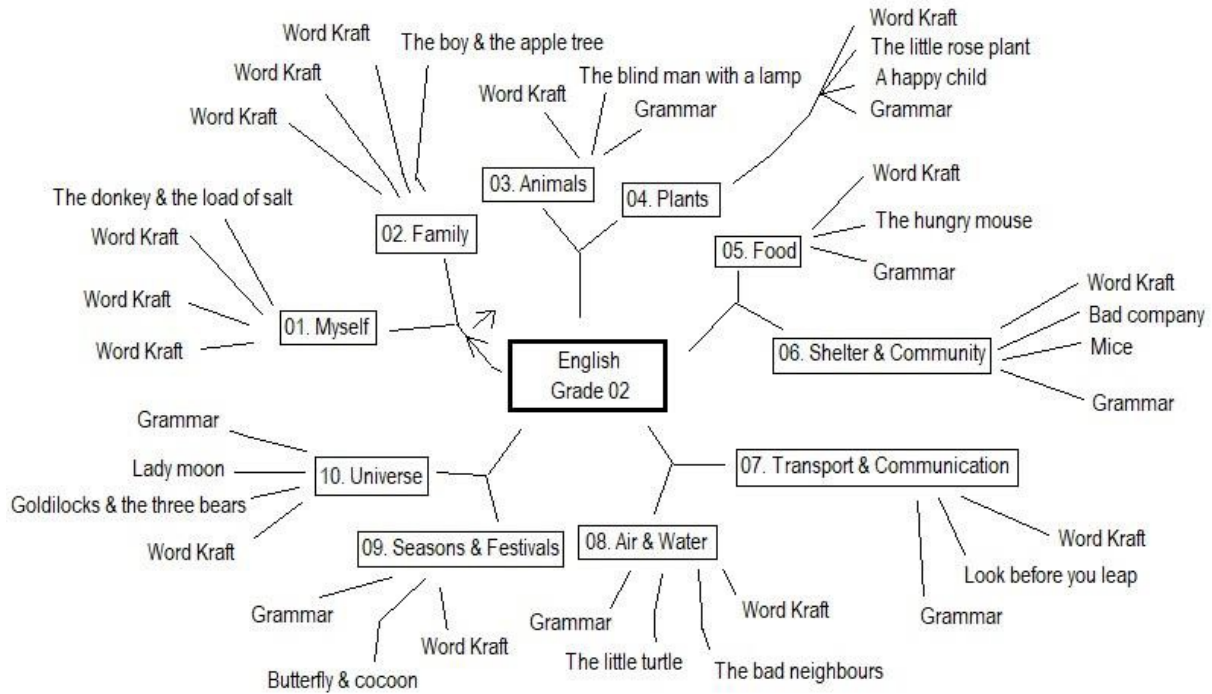 English
Grade 02
01. Myself
The donkey & the load of salt
Word Kraft
Word Kraft
Word Kraft
02. Family
Word Kraft
Word Kraft
Word Kraft
The boy & the apple tree
03. Animals
Word Kraft
The blind man with a lamp
Grammar
04. Plants
Word Kraft
The little rose plant
A happy child
Grammar
05. Food
Word Kraft
The hungry mouse
Grammar
06. Shelter & Community
Word Kraft
Bad company
Mice
Grammar
07. Transport & Communication
Word Kraft
Look before you leap
Grammar
08. Air & Water
Word Kraft
The bad neighbours
The little turtle
Grammar
09. Seasons & Festivals
Word Kraft
Butterfly & cocoon
Grammar
10. Universe
Grammar
Lady moon
Goldilocks & the three bears
Word Kraft